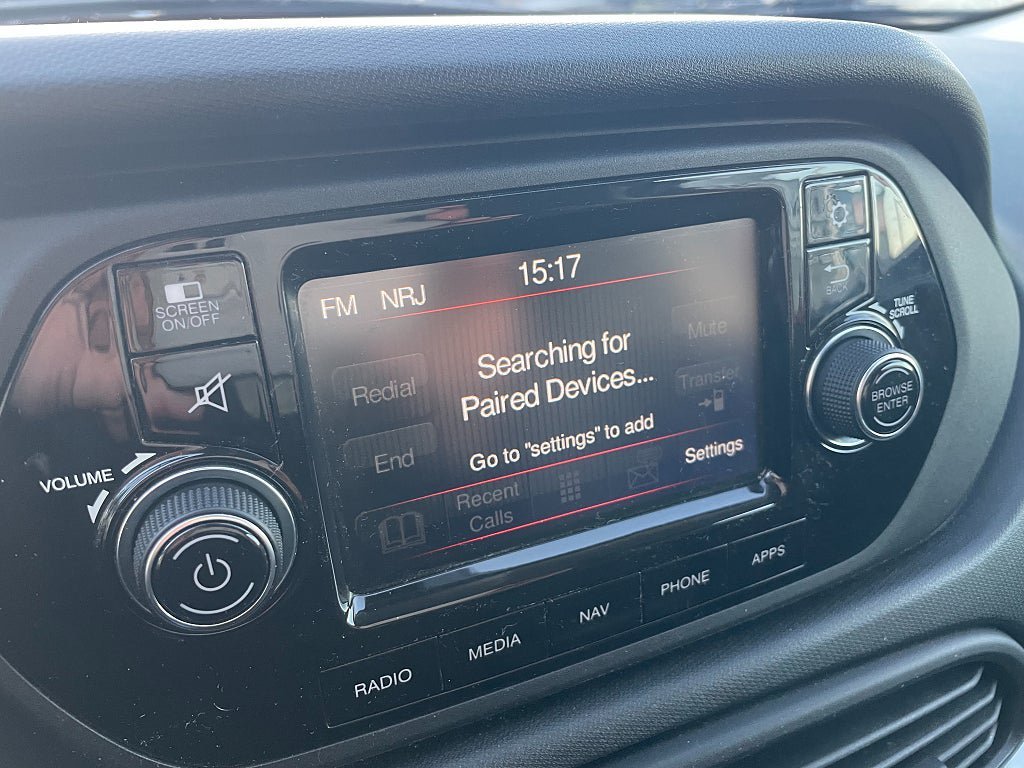 SCREEN
ON/OFF
VOLUME
FM NRJ 15:17
Searching for
Paired Devices...
Go to "settings" to add
Redial
End
Mute
Transfer
Recent
Calls
Settings
BACK
TUNE
SCROLL
BROWSE
ENTER
RADIO
MEDIA
NAV
PHONE
APPS